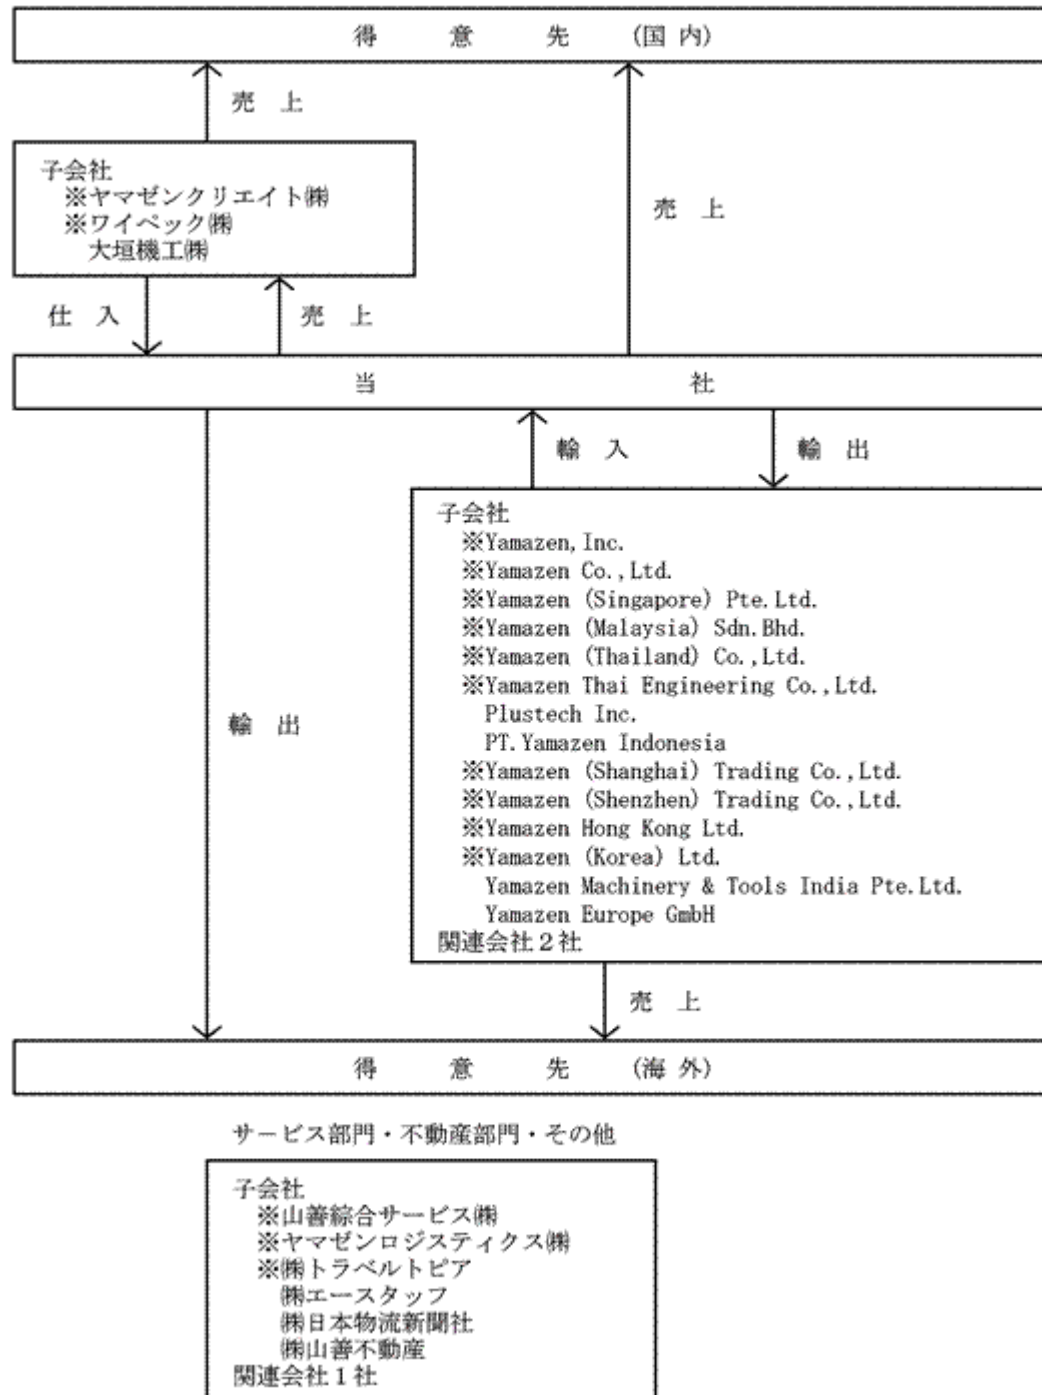 得意先(国内)
売上
子会社
※ヤマゼンクリエイト㈱
※ワイペック㈱
大垣機工㈱
売上
仕入
売上
当社
輸入
輸出
子会社
※Yamazen,Inc.
※Yamazen Co.,Ltd.
※Yamazen (Singapore) Pte.Ltd.
※Yamazen (Malaysia) Sdn.Bhd.
※Yamazen (Thailand) Co.,Ltd.
※Yamazen Thai Engineering Co.,Ltd.
Plustech Inc.
PT.Yamazen Indonesia
※Yamazen (Shanghai) Trading Co.,Ltd.
※Yamazen (Shenzhen) Trading Co.,Ltd.
※Yamazen Hong Kong Ltd.
※Yamazen (Korea) Ltd.
Yamazen Machinery & Tools India Pte.Ltd.
Yamazen Europe GmbH
関連会社２社
輸出
売上
得意先(海外)
サービス部門・不動産部門・その他
子会社
※山善綜合サービス㈱
※ヤマゼンロジスティクス㈱
※㈱トラベルトピア
㈱エースタッフ
㈱日本物流新聞社
㈱山善不動産
関連会社１社